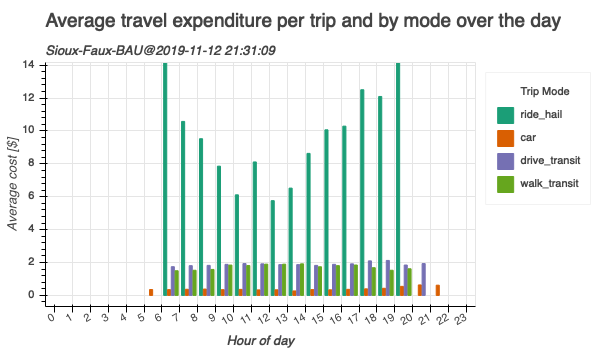 Average travel expenditure per trip and by mode over the day
Sioux-Faux-BAU@2019-11-12 21:31:09
14
12
10
8
6
4
2
0
Average cost [$]
0 1 2 3 4 5 6 7 8 9 10 11 12 13 14 15 16 17 18 19 20 21 22 23
Hour of day
Trip Mode
ride_hail
car
drive_transit
walk_transit